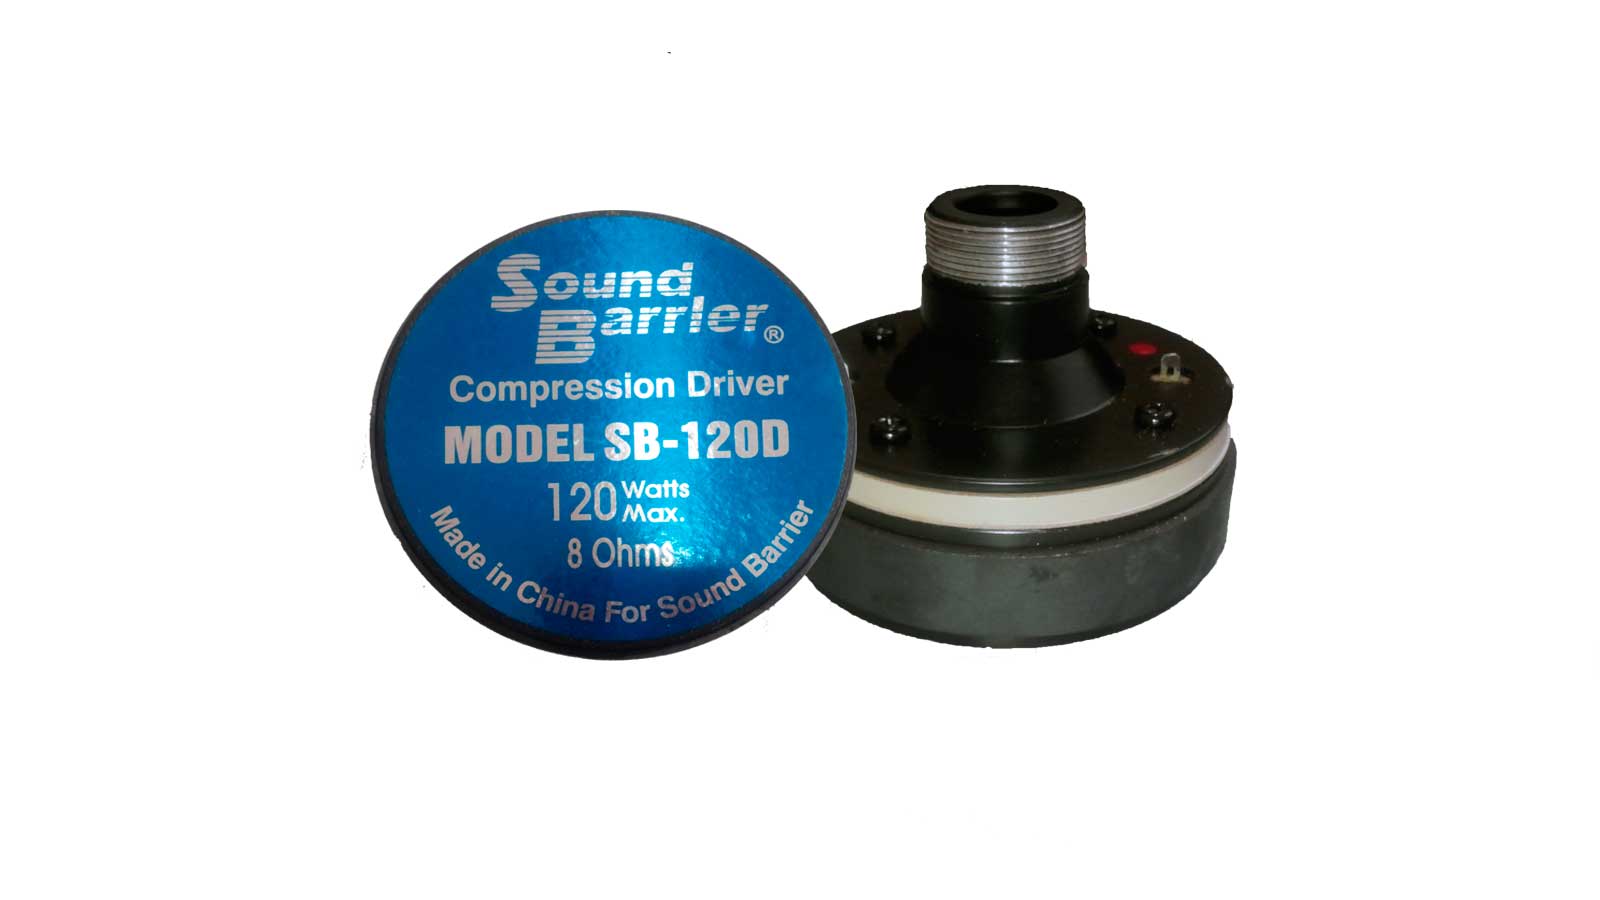 Sound
Barrier®
Compression Driver
MODEL SB-120D
120 Watts
Max.
8 Ohms
Made in China For Sound Barrier